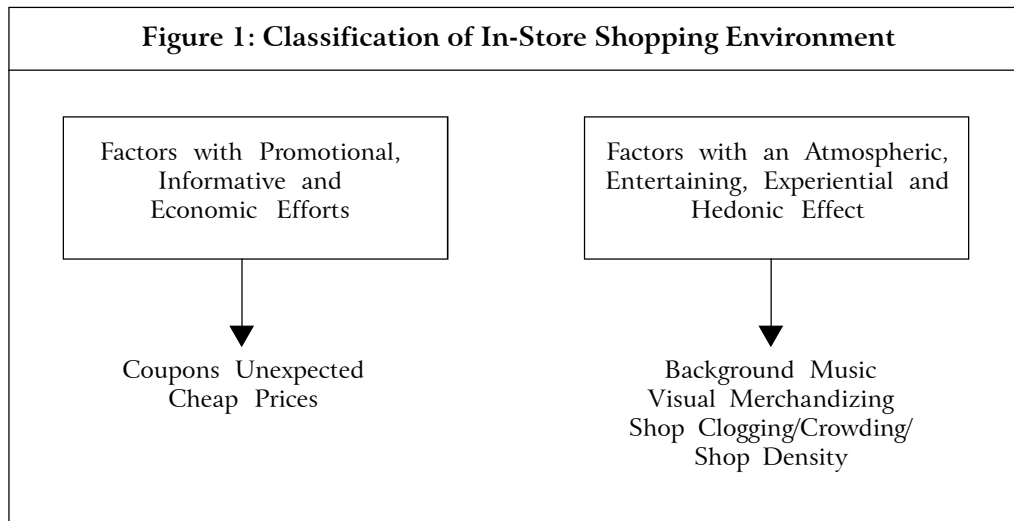 Figure 1: Classification of In-Store Shopping Environment
Factors with Promotional,
Informative and
Economic Efforts
Coupons Unexpected
Cheap Prices
Factors with an Atmospheric,
Entertaining, Experiential and
Hedonic Effect
Background Music
Visual Merchandizing
Shop Clogging/Crowding/
Shop Density